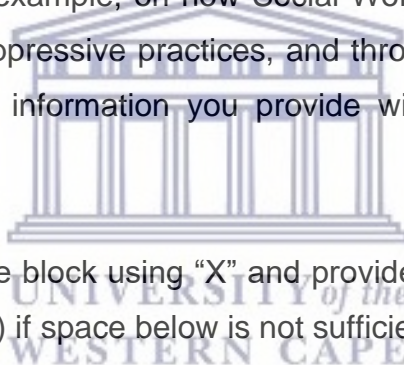 example, on how Social Wor
pressive practices, and thro
information you provide wi
e block using “X” and provide
UNIVERSITY of the
) if space below is not sufficie
WESTERN CAPE